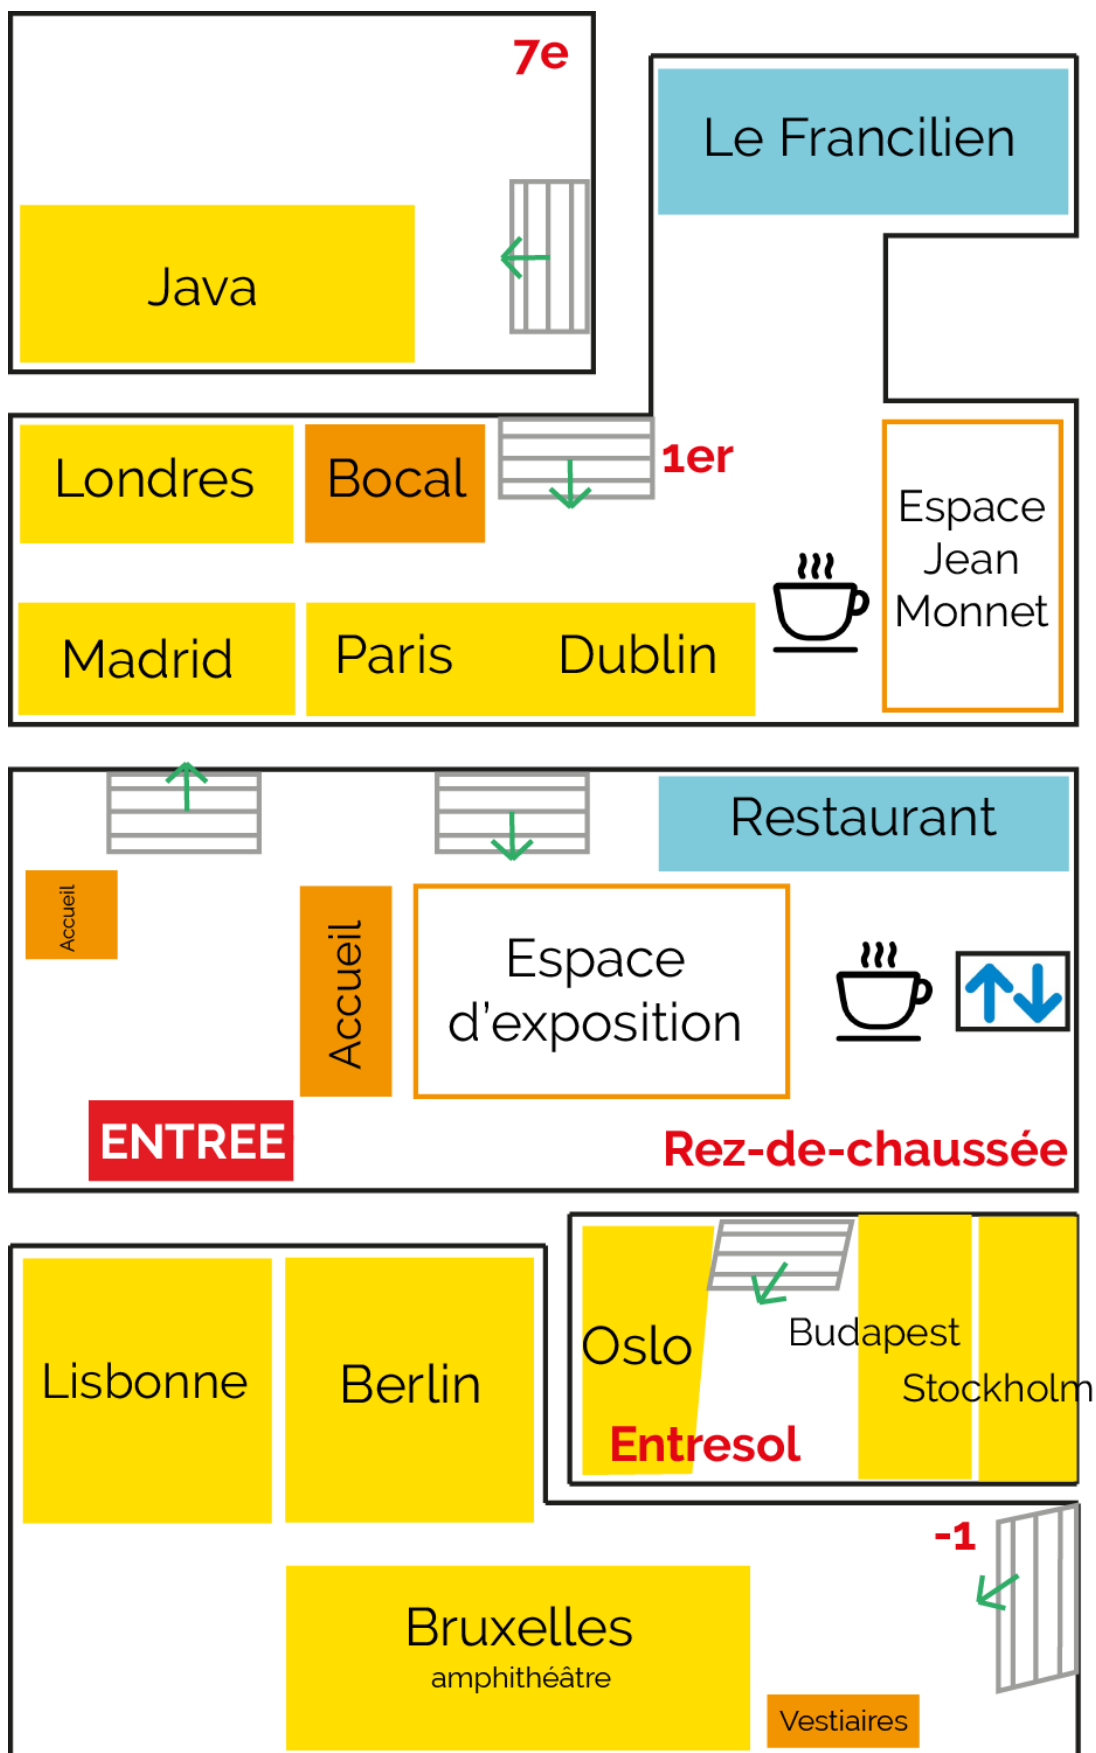 7e
Java
Le Francilien
Londres
Bocal
1er
Espace
Jean
Monnet
Madrid
Paris
Dublin
Restaurant
Accueil
Accueil
Espace
d'exposition
ENTREE
Rez-de-chaussée
Lisbonne
Berlin
Oslo
Budapest
Stockholm
Entresol
-1
Bruxelles
amphithéâtre
Vestiaires